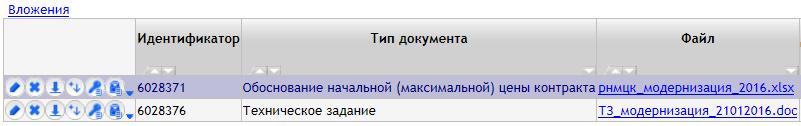 Вложения
Идентификатор Тип документа Файл
6028371 Обоснование начальной (максимальной) цены контракта рнмцк_модернизация_2016.xlsx
6028376 Техническое задание ТЗ_модернизация_21012016.doc